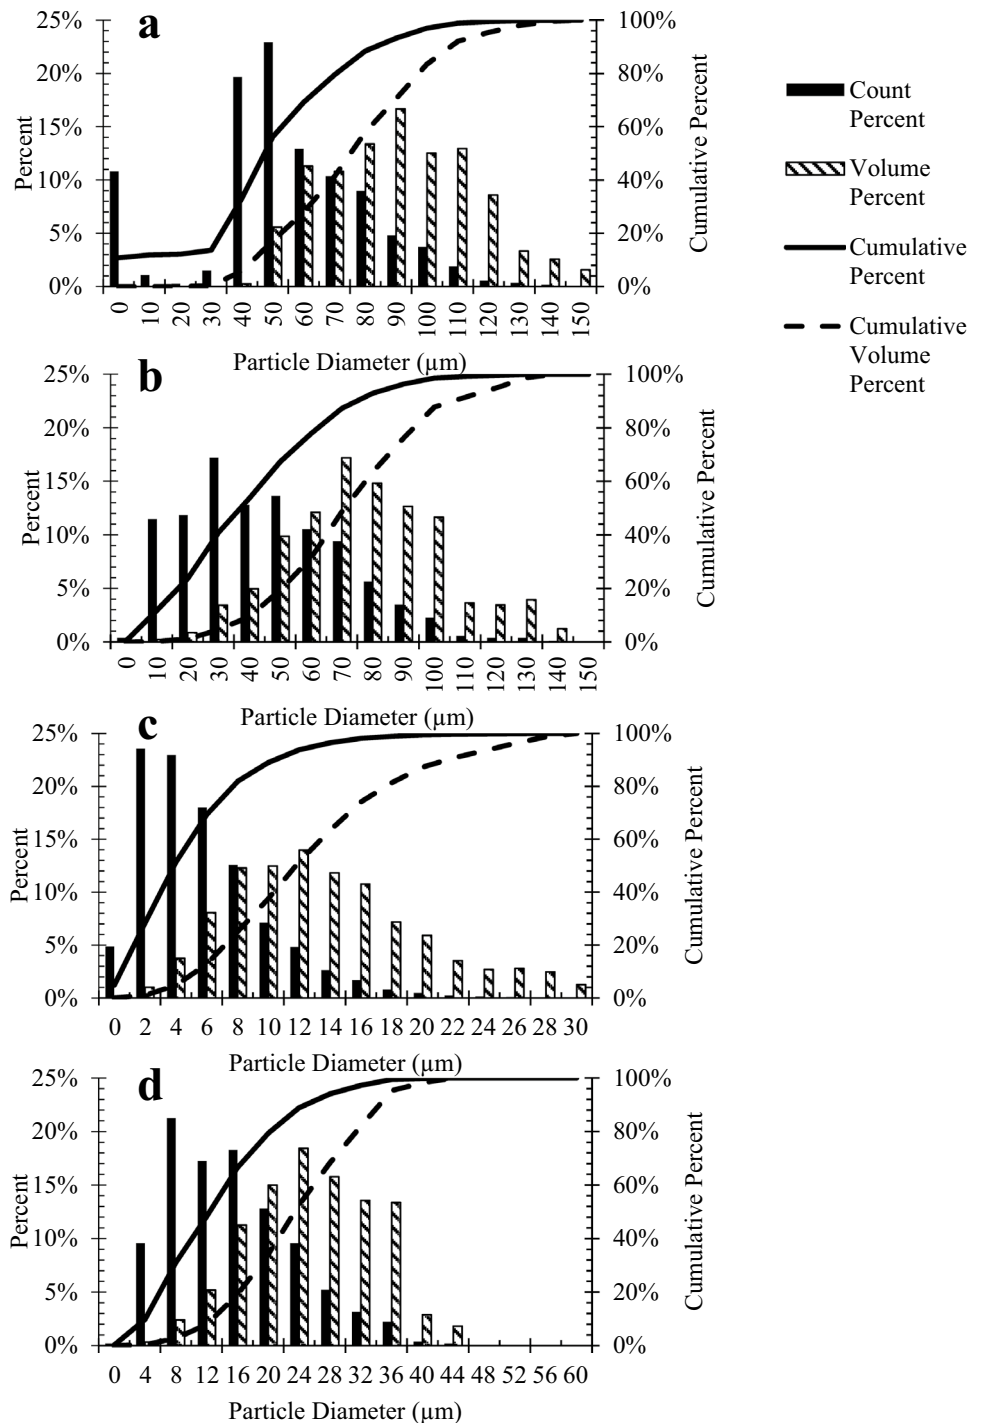 a
25%
20%
15%
10%
5%
0%
Percent
100%
80%
60%
40%
20%
0%
Cumulative Percent
0 10 20 30 40 50 60 70 80 90 100 110 120 130 140 150
Particle Diameter (µm)
Count
Percent
Volume
Percent
Cumulative
Percent
Cumulative
Volume
Percent
b
25%
20%
15%
10%
5%
0%
Percent
100%
80%
60%
40%
20%
0%
Cumulative Percent
0 10 20 30 40 50 60 70 80 90 100 110 120 130 140 150
Particle Diameter (µm)
c
25%
20%
15%
10%
5%
0%
Percent
100%
80%
60%
40%
20%
0%
Cumulative Percent
0 2 4 6 8 10 12 14 16 18 20 22 24 26 28 30
Particle Diameter (µm)
d
25%
20%
15%
10%
5%
0%
Percent
100%
80%
60%
40%
20%
0%
Cumulative Percent
0 4 8 12 16 20 24 28 32 36 40 44 48 52 56 60
Particle Diameter (µm)